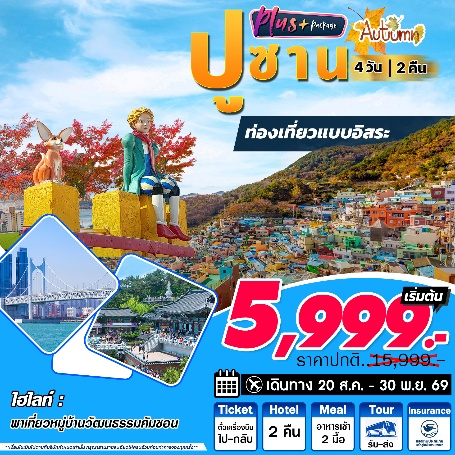 Plus+ Package
Autumn
ปูซาน
4 วัน | 2 คืน
ท่องเที่ยวแบบอิสระ
เริ่มต้น
5,999.-
ราคาปกติ..15,999.-
เดินทาง 20 ส.ค. - 30 พ.ย. 69
ไฮไลท์ :
พาเที่ยวหมู่บ้านวัฒนธรรมคัมชอน
Ticket Hotel Meal Tour Insurance
ตั๋วเครื่องบิน ไป-กลับ
2 คืน
อาหารเช้า 2 มื้อ
รับ-ส่ง